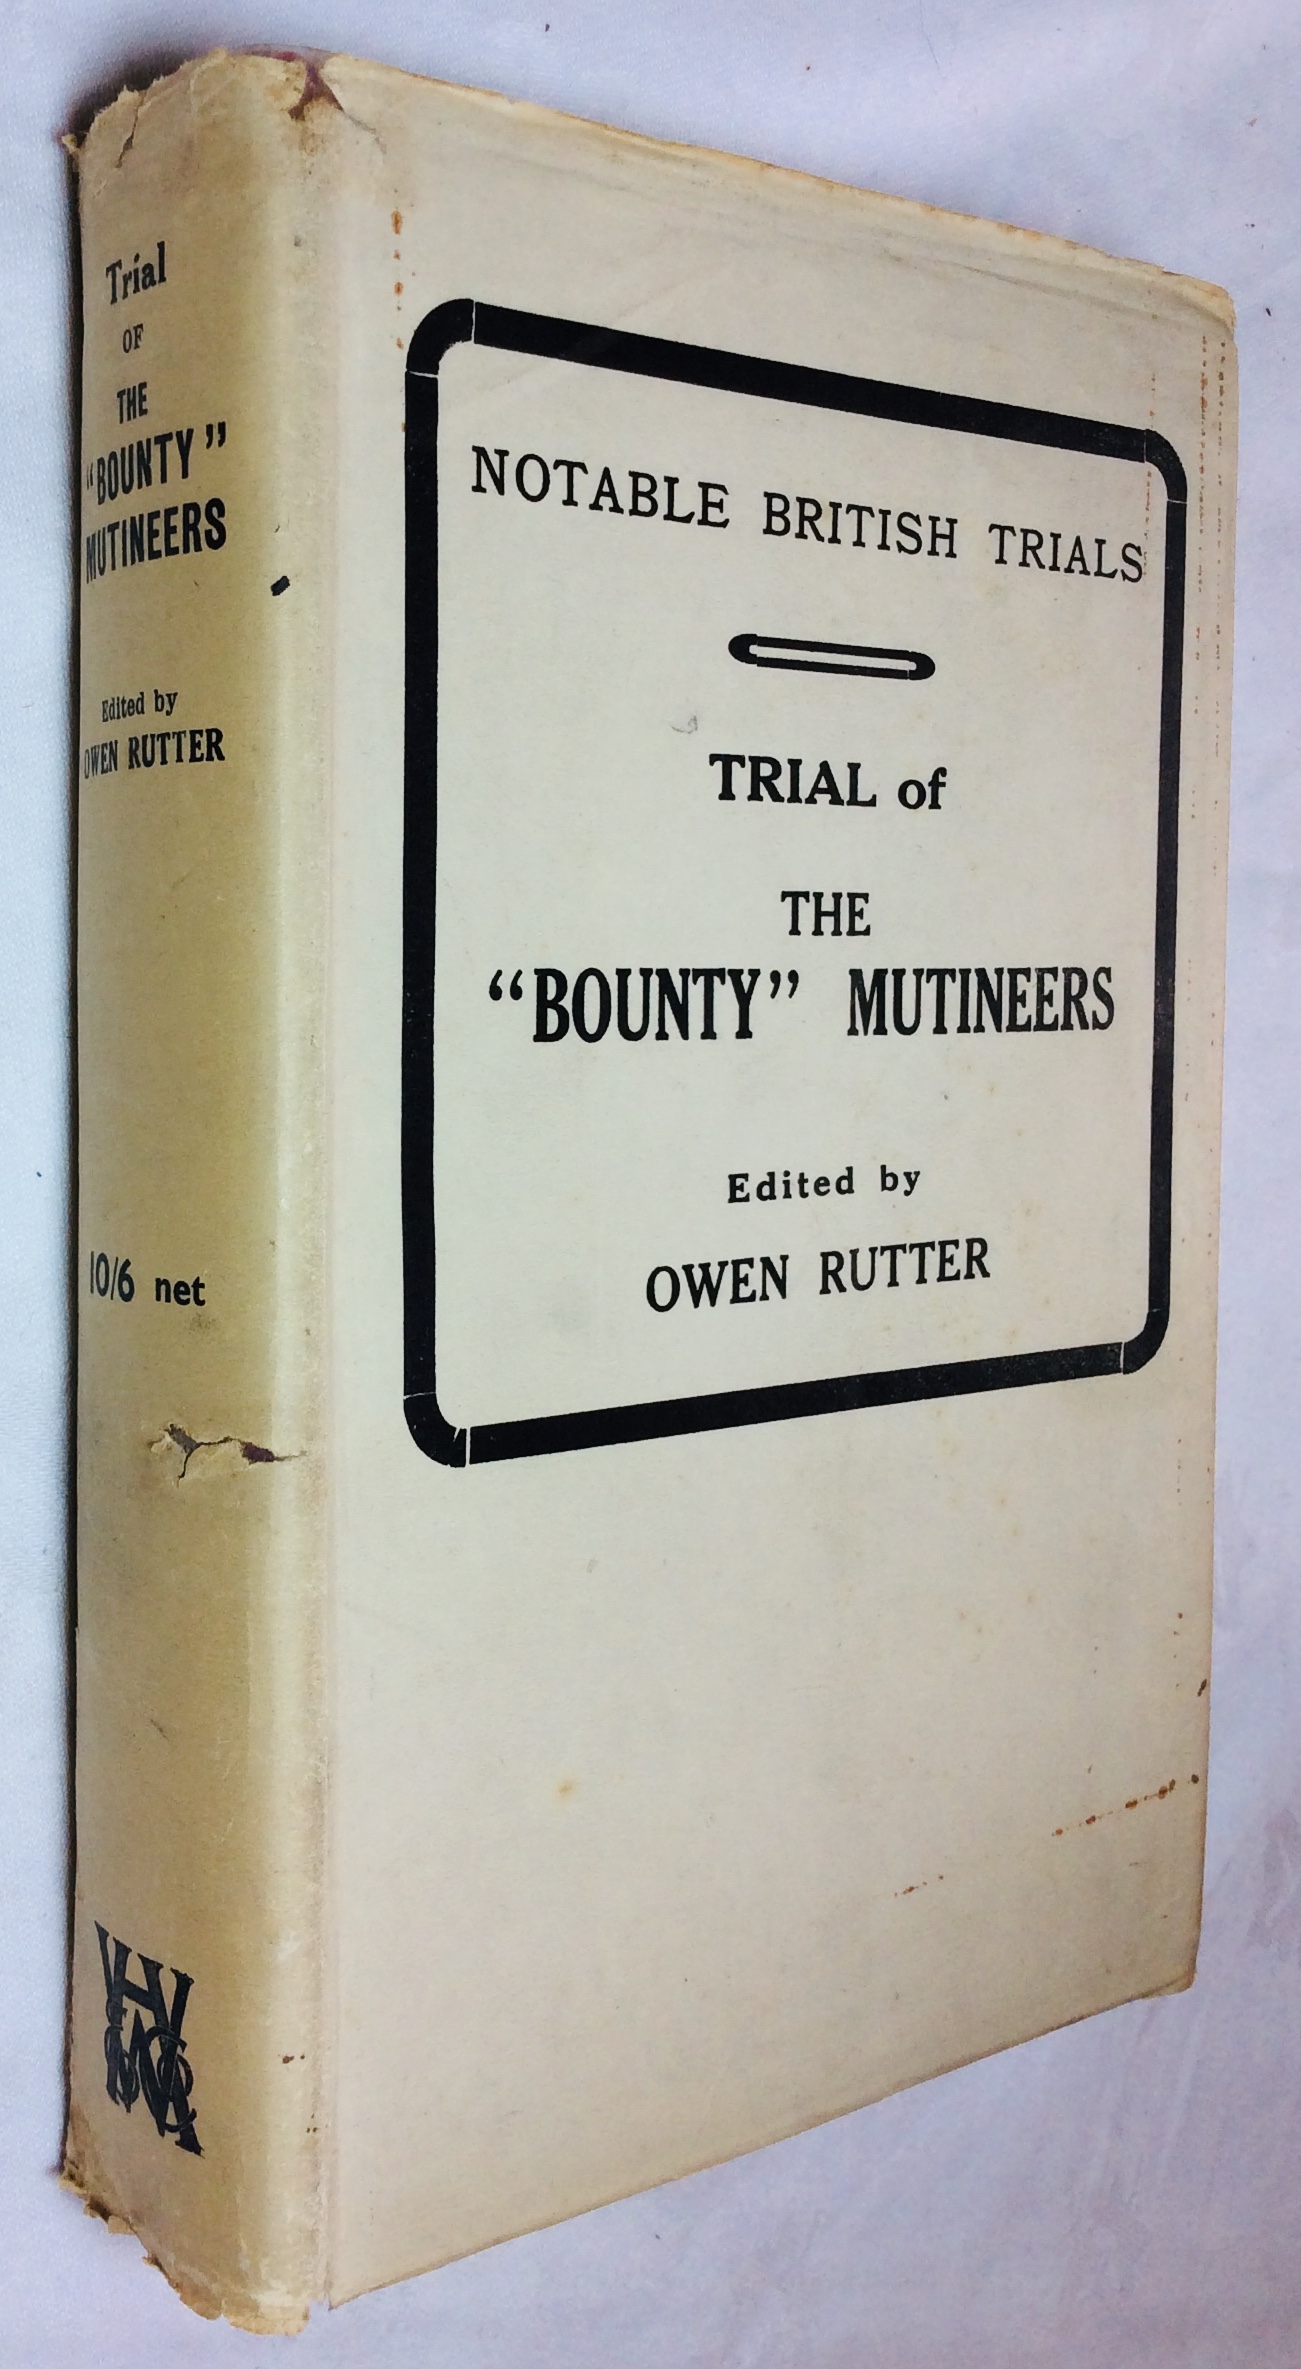 Trial
OF
THE
“BOUNTY”
MUTINEERS
Edited by
OWEN RUTTER
10/6 net
NOTABLE BRITISH TRIALS
TRIAL of
THE
“BOUNTY” MUTINEERS
Edited by
OWEN RUTTER